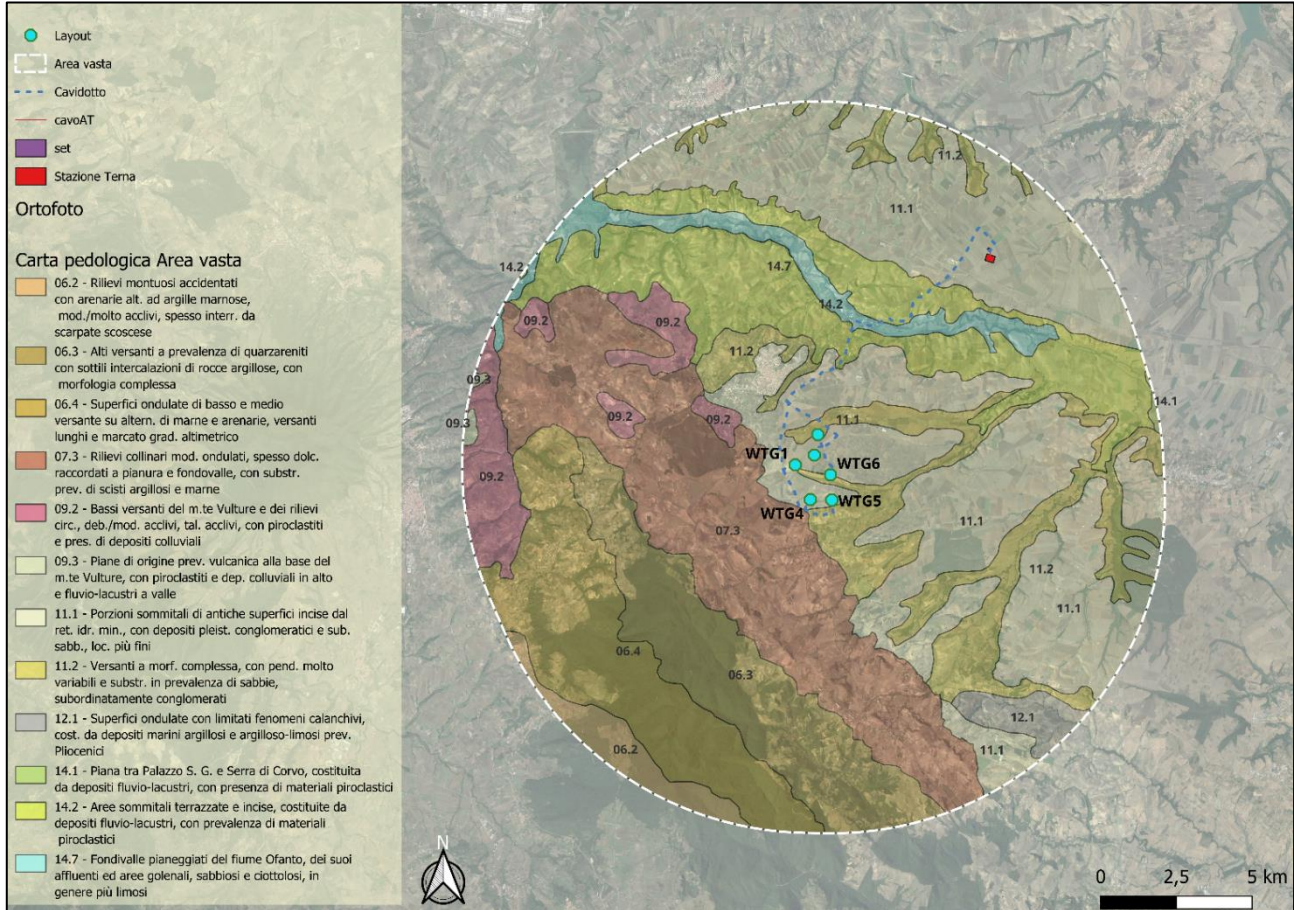 Layout
Area vasta
Cavidotto
cavoAT
set
Stazione Terna
Ortofoto
Carta pedologica Area vasta
06.2 - Rilievi montuosi accidentati
con arenarie alt. ad argille marnose,
mod./molto acclivi, spesso interr. da
scarpate scoscese
06.3 - Alti versanti a prevalenza di quarzareniti
con sottili intercalazioni di rocce argillose, con
morfologia complessa
06.4 - Superfici ondulate di basso e medio
versante su altern. di marne e arenarie, versanti
lunghi e marcato grad. altimetrico
07.3 - Rilievi collinari mod. ondulati, spesso dolc.
raccordati a pianura e fondovalle, con substr.
prev. di scisti argillosi e marne
09.2 - Bassi versanti del m.te Vulture e dei rilievi
circ., deb./mod. acclivi, tal. acclivi, con piroclastiti
e pres. di depositi colluviali
09.3 - Piane di origine prev. vulcanica alla base del
m.te Vulture, con piroclastiti e dep. colluviali in alto
e fluvio-lacustri a valle
11.1 - Porzioni sommitali di antiche superfici incise dal
ret. idr. min., con depositi pleist. conglomeratici e sub.
sabb., loc. più fini
11.2 - Versanti a morf. complessa, con pend. molto
variabili e substr. in prevalenza di sabbie,
subordinatamente conglomerati
12.1 - Superfici ondulate con limitati fenomeni calanchivi,
cost. da depositi marini argillosi e argilloso-limosi prev.
Pliocenici
14.1 - Piana tra Palazzo S. G. e Serra di Corvo, costituita
da depositi fluvio-lacustri, con presenza di materiali piroclastici
14.2 - Aree sommitali terrazzate e incise, costituite da
depositi fluvio-lacustri, con prevalenza di materiali
piroclastici
14.7 - Fondivalle pianeggiati del fiume Ofanto, dei suoi
affluenti ed aree golenali, sabbiosi e ciottolosi, in
genere più limosi
11.2
11.1
14.2
14.7
14.2
09.2
09.2
11.2
09.3
14.1
09.3
09.2
09.2
11.1
WTG1
WTG6
09.2
WTG4
WTG5
07.3
11.1
11.2
11.1
06.4
06.3
12.1
06.2
11.1
N
0
2,5
5 km